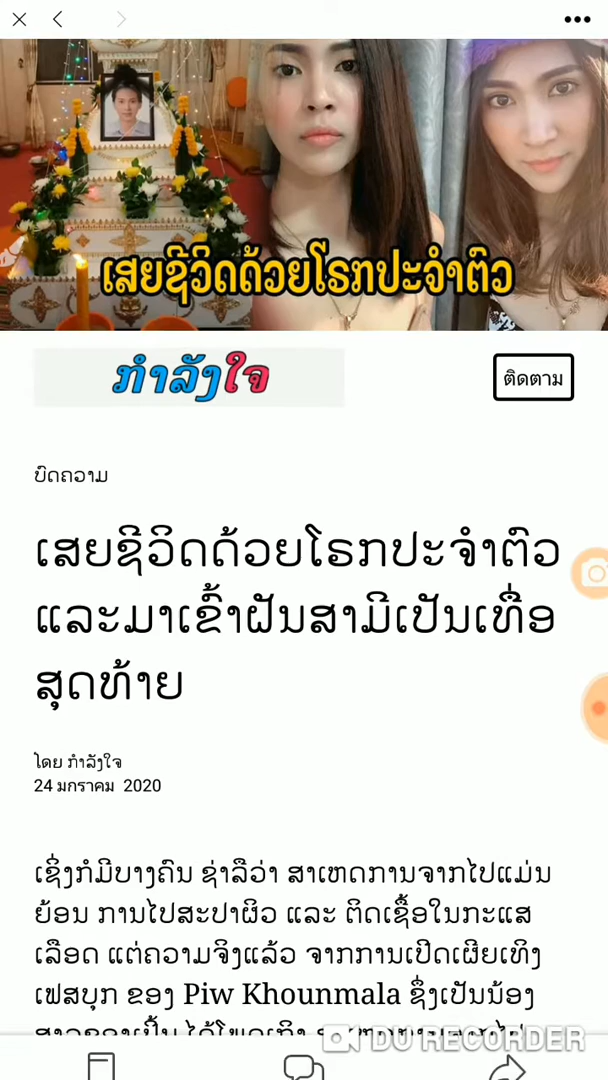 ເສຍຊີວິດດ້ວຍໂຣກປະຈຳຕົວ
ກຳລັງໃຈ
ติดตาม
ບົດຄວາມ
ເສຍຊີວິດດ້ວຍໂຣກປະຈຳຕົວ
ແລະມາເຂົ້າຝັນສາມີເປັນເທື່ອ
ສຸດທ້າຍ
ໂດຍ ກຳລັງໃຈ
24 มกราคม 2020
ເຊິ່ງກໍມີບາງຄົນ ຊ່າລືວ່າ ສາເຫດການຈາກໄປແມ່ນ
ຍ້ອນ ການໄປສະປາຜິວ ແລະ ຕິດເຊື້ອໃນກະແສ
ເລືອດ ແຕ່ຄວາມຈິງແລ້ວ ຈາກການເປີດເຜີຍເທິງ
ເຟສບຸກ ຂອງ Piw Khounmala ຊຶ່ງເປັນນ້ອງ
DU RECORDER